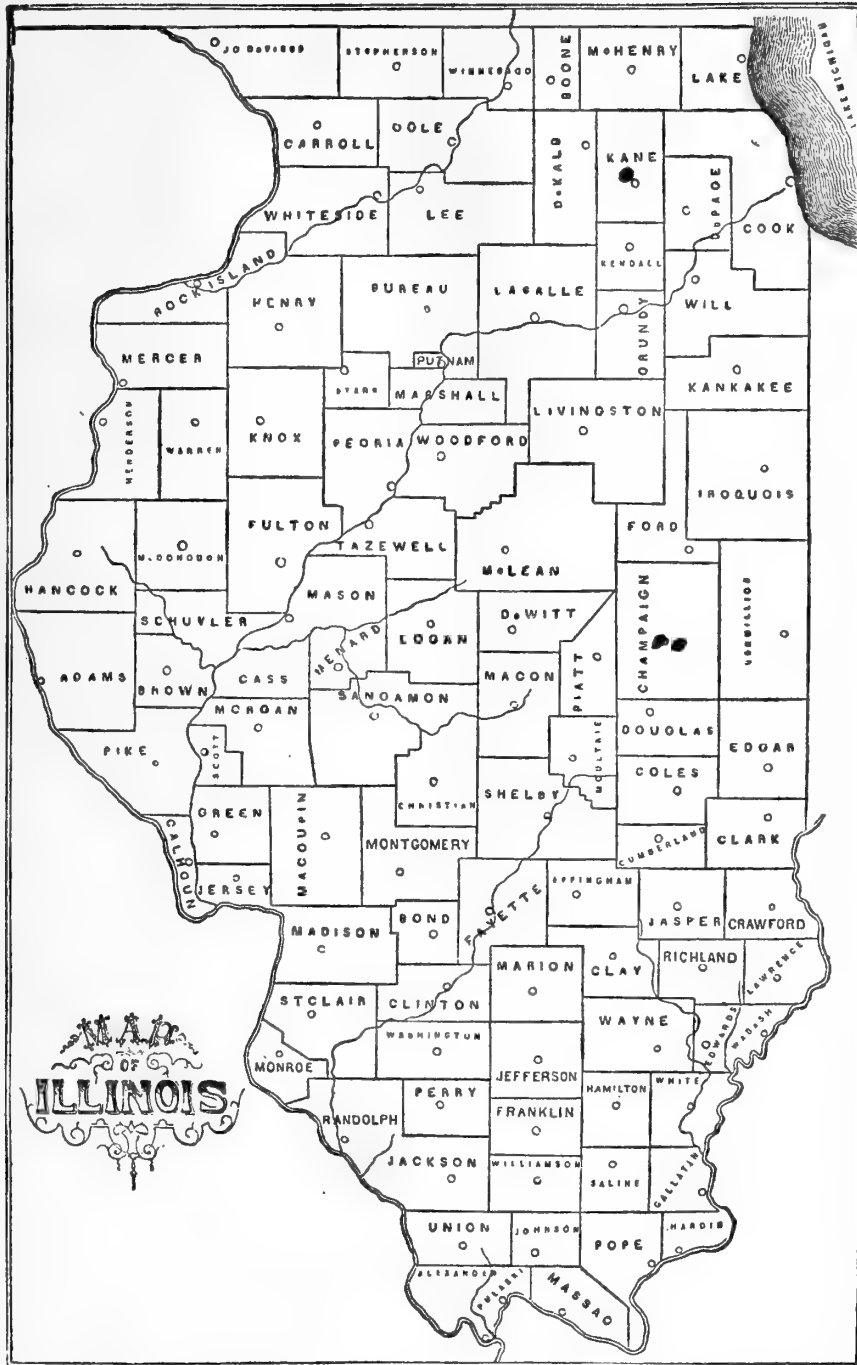 JO DAVIESS
STEPHERSON
WINNEBAGO
BOONE
McHENRY
LAKE
LAKE MICHIGAN
CARROLL
OGLE
DeKALB
KANE
DuPAGE
COOK
WHITESIDE
LEE
KENDALL
ROCK ISLAND
HENRY
BUREAU
LASALLE
GRUNDY
WILL
MERCER
PUTNAM
STARK
MARSHALL
KANKAKEE
HENDERSON
WARREN
KNOX
PEORIA
WOODFORD
LIVINGSTON
IROQUOIS
FORD
FULTON
TAZEWELL
McLEAN
HANCOCK
McDONOUGH
MASON
SCHUYLER
LOGAN
DeWITT
CHAMPAIGN
VERMILLION
ADAMS
BROWN
CASS
MENARD
MACON
PIATT
MORGAN
SANGAMON
PIKE
SCOTT
DOUGLAS
EDGAR
MOULTRIE
COLES
CHRISTIAN
SHELBY
GREEN
MACOUPIN
MONTGOMERY
CUMBERLAND
CLARK
CALHOUN
JERSEY
FAYETTE
EFFINGHAM
JASPER
CRAWFORD
MADISON
BOND
MARION
CLAY
RICHLAND
LAWRENCE
ST CLAIR
CLINTON
WAYNE
EDWARDS
WABASH
WASHINGTON
MONROE
JEFFERSON
MAP
OF
ILLINOIS
RANDOLPH
PERRY
FRANKLIN
HAMILTON
WHITE
JACKSON
WILLIAMSON
SALINE
GALLATIN
UNION
JOHNSON
POPE
HARDIN
ALEXANDER
PULASKI
MASSAC